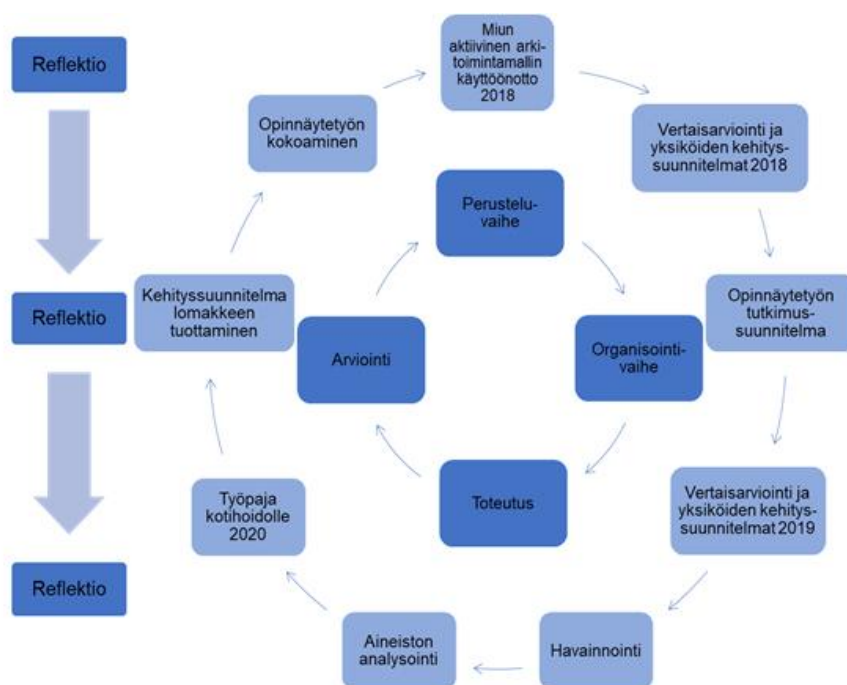 Reflektio
Reflektio
Reflektio
Miun
aktiivinen arki-
toimintamallin
käyttöönotto
2018
Vertaisarviointi ja
yksiköiden kehitys-
suunnitelmat 2018
Opinnäytetyön
tutkimus-
suunnitelma
Vertaisarviointi ja
yksiköiden kehitys-
suunnitelmat 2019
Havainnointi
Aineiston
analysointi
Työpaja
kotihoidolle
2020
Kehityssuunnitelma
lomakkeen
tuottaminen
Opinnäytetyön
kokoaminen
Perustelu-
vaihe
Organisointi-
vaihe
Toteutus
Arviointi